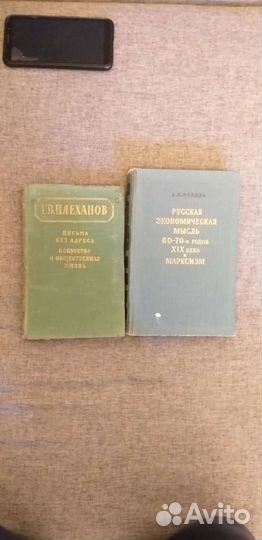 Г.В.ПЛЕХАНОВ
ПИСЬМА
БЕЗ АДРЕСА
ИСКУССТВО
И ОБЩЕСТВЕННАЯ
ЖИЗНЬ
РУССКАЯ
ЭКОНОМИЧЕСКАЯ
МЫСЛЬ
60-70-х ГОДОВ
XIX ВЕКА
И МАРКСИЗМ
Avito